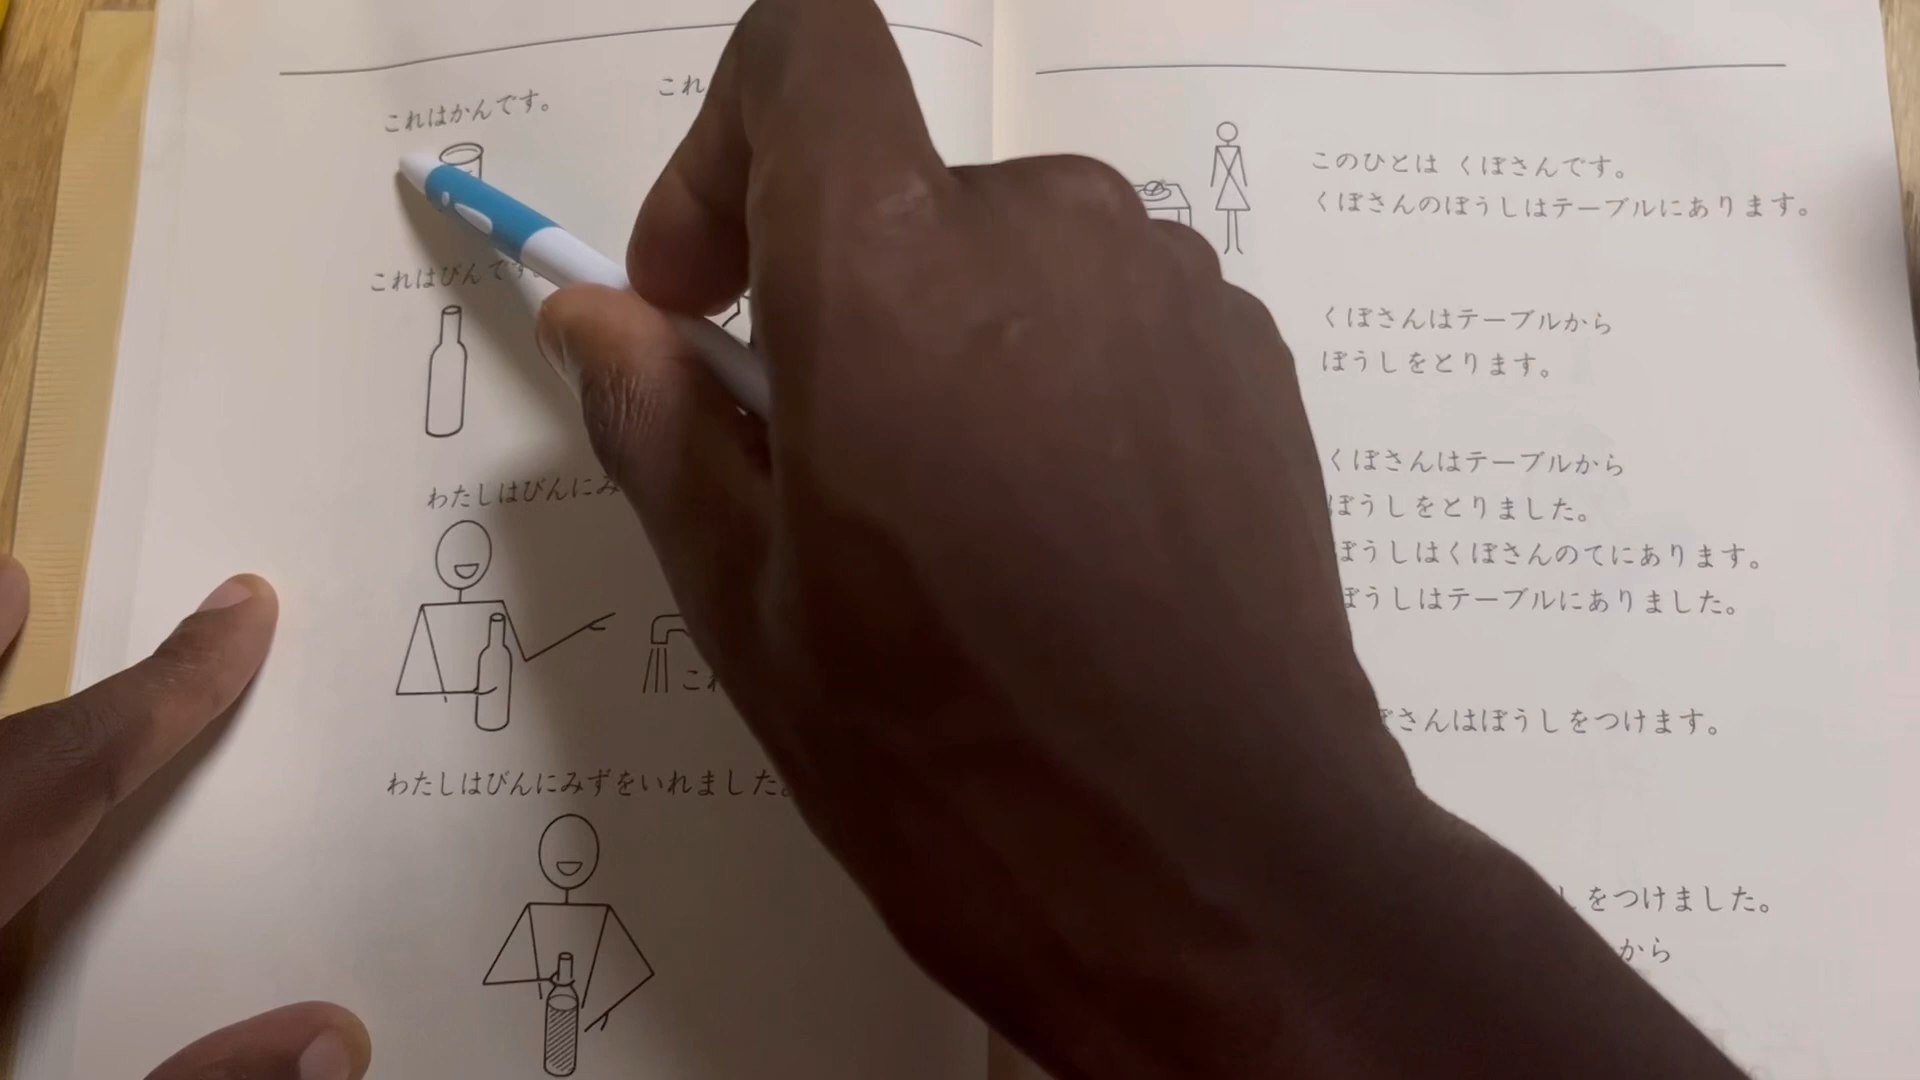 これはかんです。
これ
これはびんです。
わたしはびんにみ
これ
わたしはびんにみずをいれました。
このひとは くぼさんです。
くぼさんのぼうしはテーブルにあります。
くぼさんはテーブルから
ぼうしをとります。
くぼさんはテーブルから
ぼうしをとりました。
ぼうしはくぼさんのてにあります。
ぼうしはテーブルにありました。
ぼさんはぼうしをつけます。
しをつけました。
から